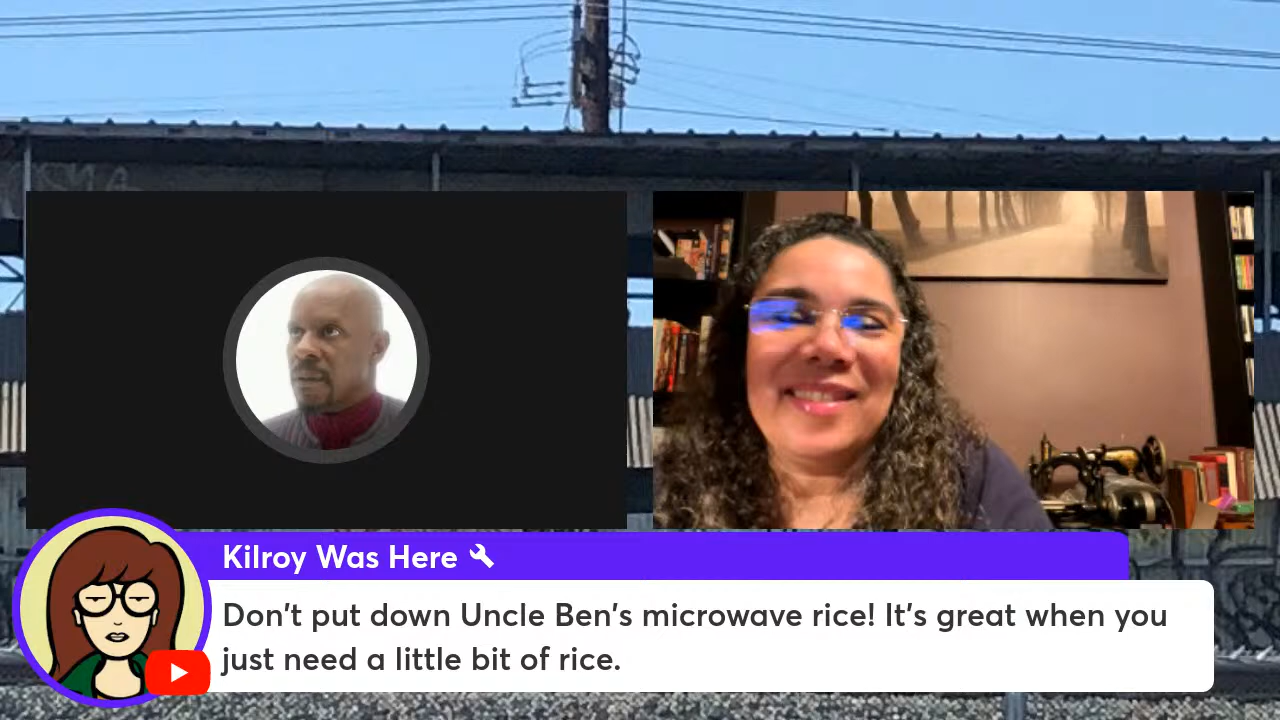 Kilroy Was Here
Don't put down Uncle Ben's microwave rice! It's great when you
just need a little bit of rice.